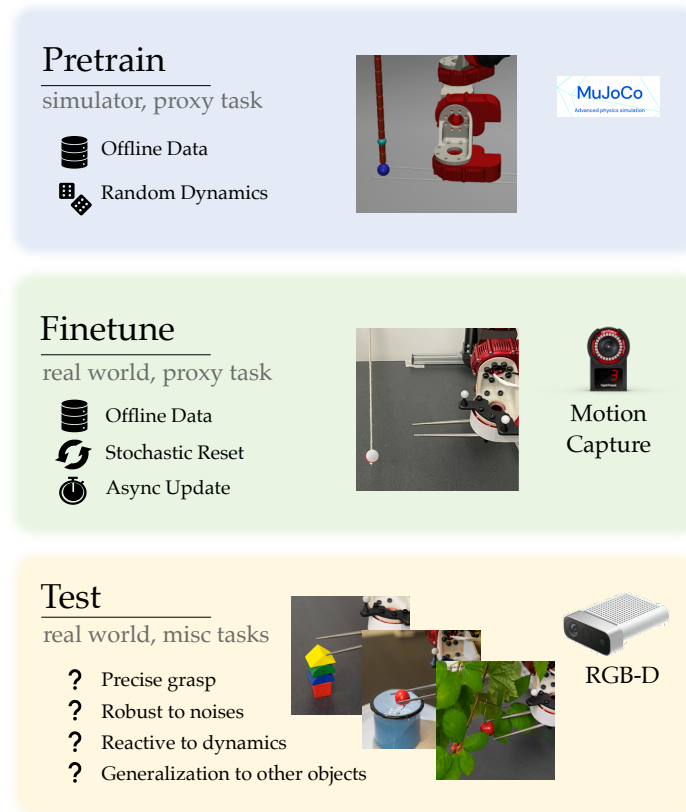 Pretrain
simulator, proxy task
Offline Data
Random Dynamics
MuJoCo
Advanced physics simulation
Finetune
real world, proxy task
Offline Data
Stochastic Reset
Async Update
3
Motion
Capture
Test
real world, misc tasks
Precise grasp
Robust to noises
Reactive to dynamics
Generalization to other objects
RGB-D
?
?
?
?